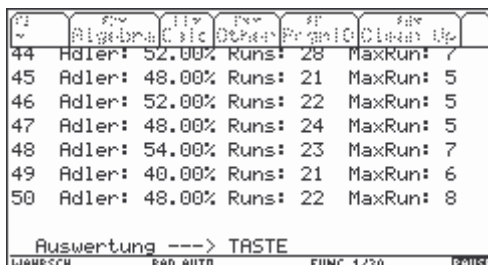 Algebra Calc Other PrgmIO Clean Up
44 Adler: 52.00% Runs: 28 MaxRun: 7
45 Adler: 48.00% Runs: 21 MaxRun: 5
46 Adler: 52.00% Runs: 22 MaxRun: 5
47 Adler: 48.00% Runs: 24 MaxRun: 5
48 Adler: 54.00% Runs: 23 MaxRun: 7
49 Adler: 40.00% Runs: 21 MaxRun: 6
50 Adler: 48.00% Runs: 22 MaxRun: 8
Auswertung ---> TASTE
WAHRSCH RAD AUTO FUNC 1/30 PAUSE